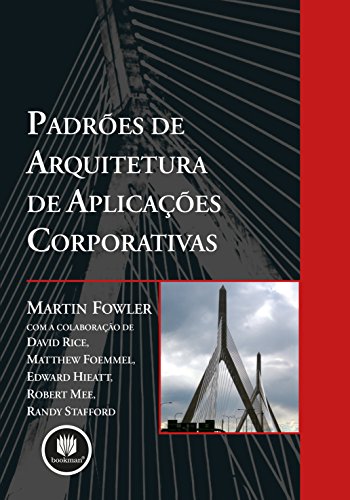 PADRÕES DE
ARQUITETURA
DE APLICAÇÕES
CORPORATIVAS
MARTIN FOWLER
COM A COLABORAÇÃO DE
DAVID RICE,
MATTHEW FOEMMEL,
EDWARD HIEATT,
ROBERT MEE,
RANDY STAFFORD
bookman®